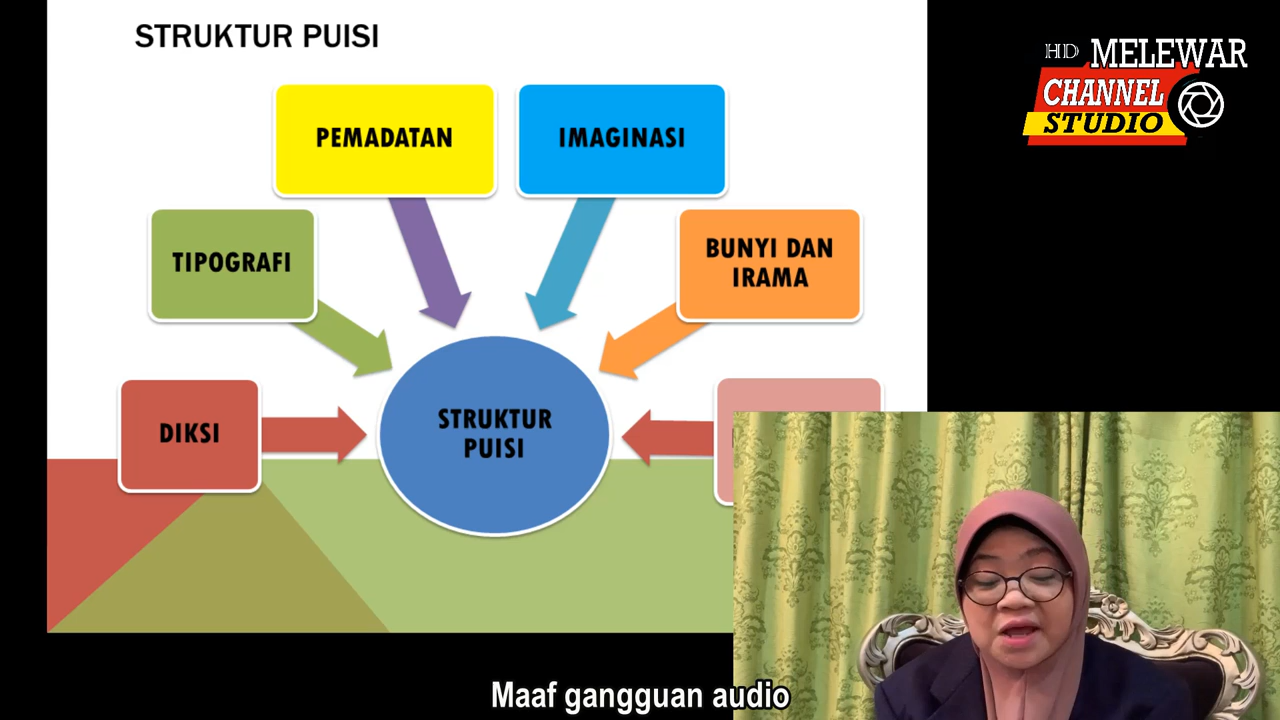 STRUKTUR PUISI
HD MELEWAR
CHANNEL
STUDIO
PEMADATAN
IMAGINASI
TIPOGRAFI
BUNYI DAN
IRAMA
DIKSI
STRUKTUR
PUISI
Maaf gangguan audio